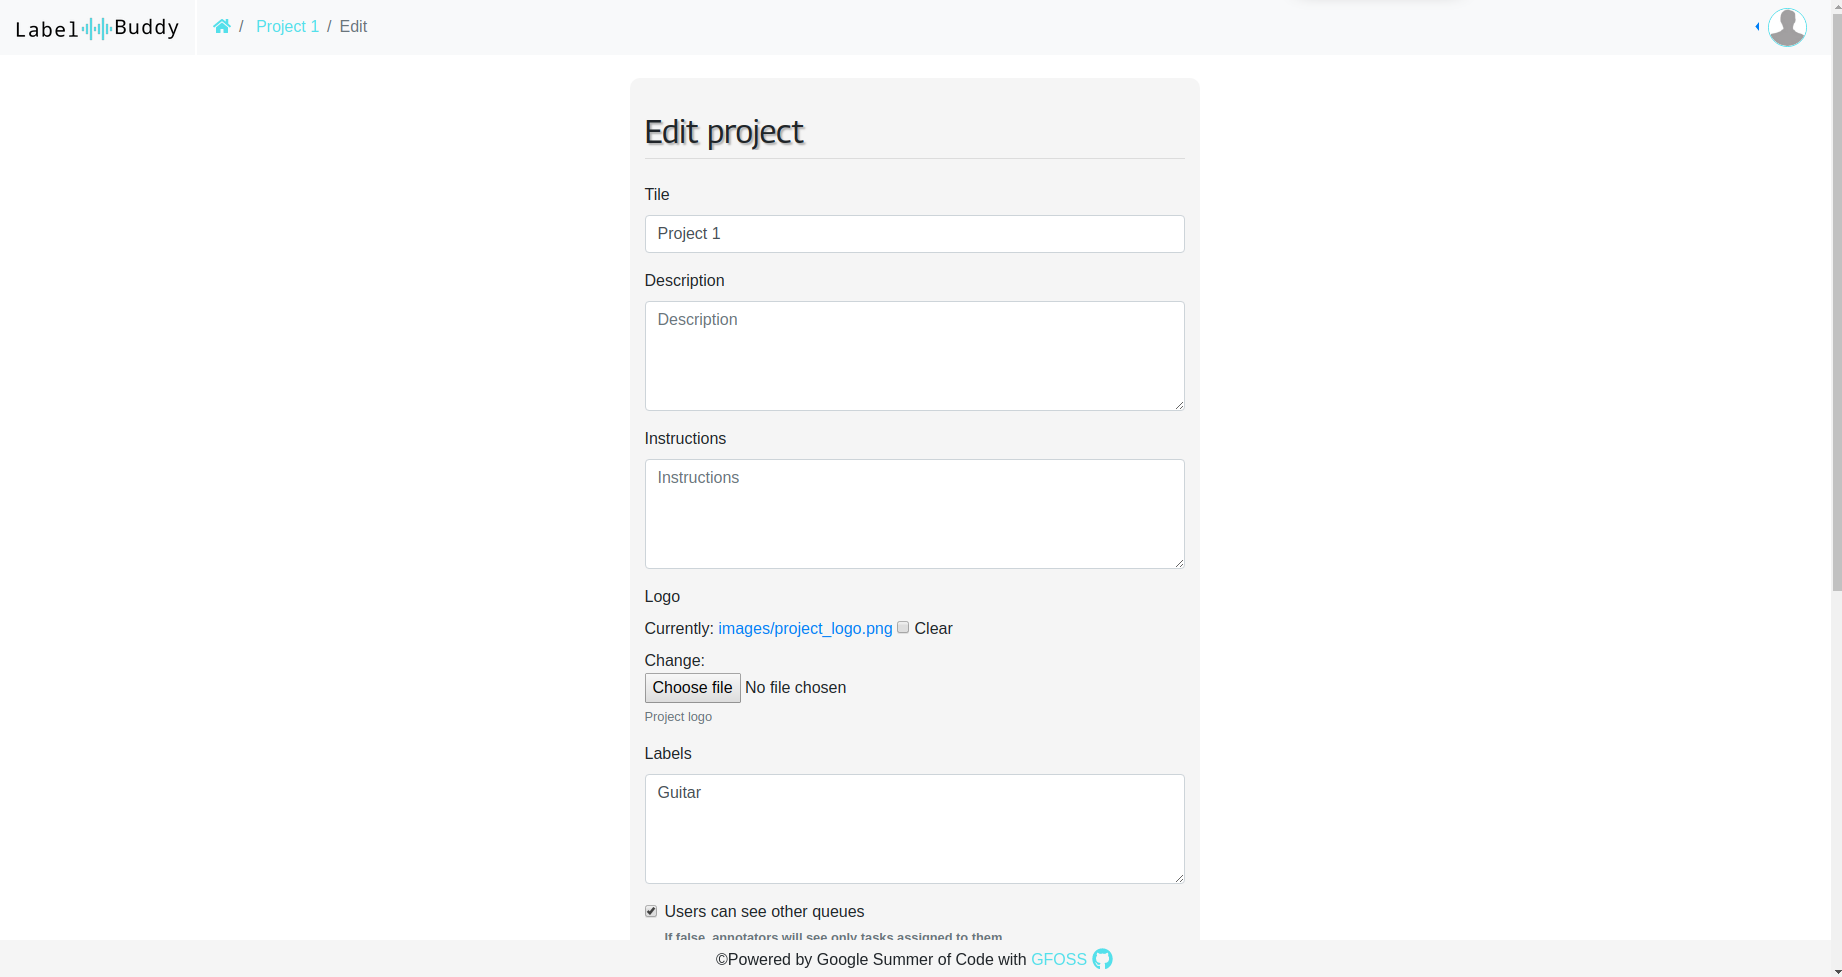 Label Buddy / Project 1 / Edit
Edit project
Tile
Project 1
Description
Description
Instructions
Instructions
Logo
Currently: images/project_logo.png Clear
Change:
Choose file No file chosen
Project logo
Labels
Guitar
Users can see other queues
If false, annotators will see only tasks assigned to them
©Powered by Google Summer of Code with GFOSS